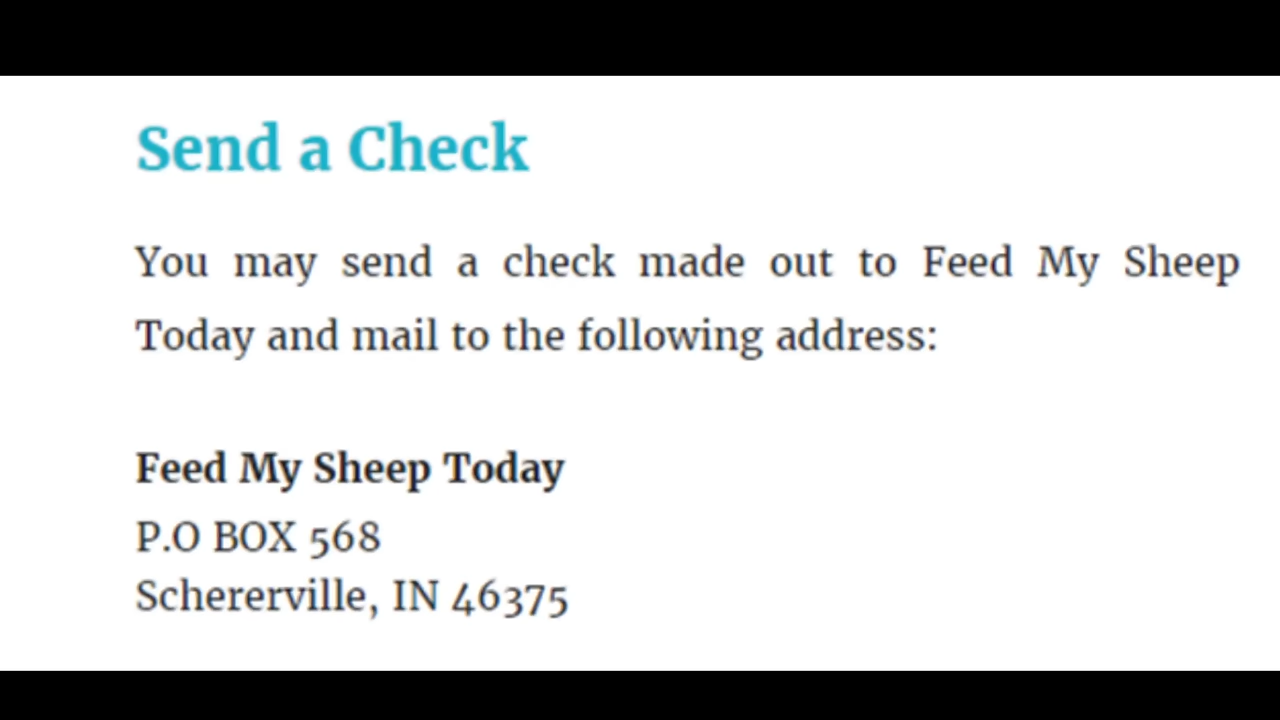 Send a Check
You may send a check made out to Feed My Sheep
Today and mail to the following address:
Feed My Sheep Today
P.O BOX 568
Schererville, IN 46375